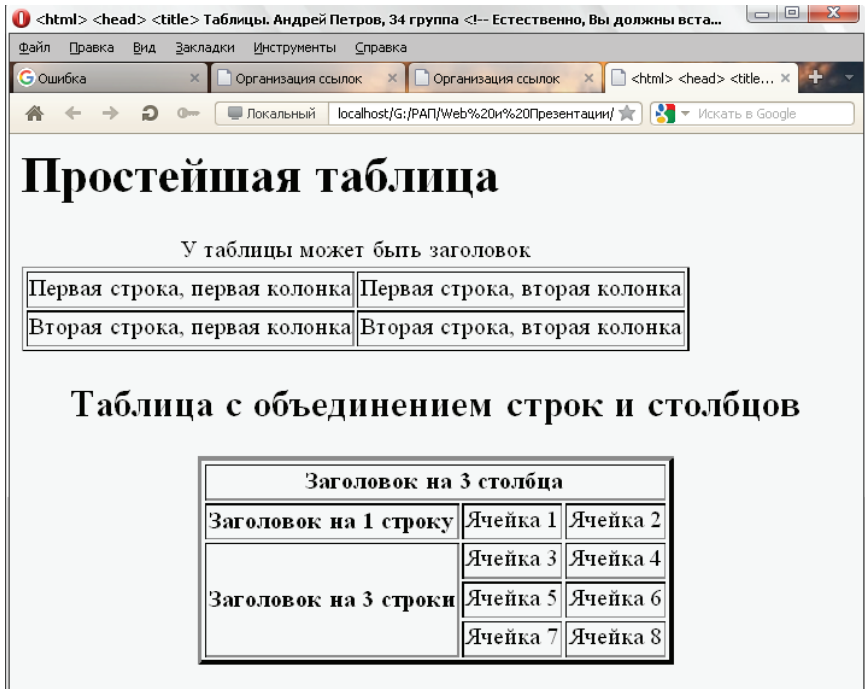 <html> <head> <title> Таблицы. Андрей Петров, 34 группа <!-- Естественно, Вы должны вста...
Файл Правка Вид Закладки Инструменты Справка
Ошибка Организация ссылок Организация ссылок <html> <head> <title...
Локальный localhost/G:/РАП/Web%20и%20Презентации/ Искать в Google
Простейшая таблица
У таблицы может быть заголовок
Первая строка, первая колонка Первая строка, вторая колонка
Вторая строка, первая колонка Вторая строка, вторая колонка
Таблица с объединением строк и столбцов
Заголовок на 3 столбца
Заголовок на 1 строку Ячейка 1 Ячейка 2
Ячейка 3 Ячейка 4
Заголовок на 3 строки Ячейка 5 Ячейка 6
Ячейка 7 Ячейка 8